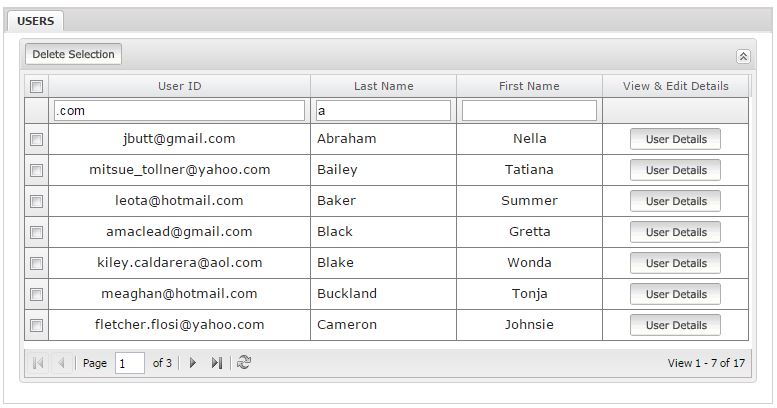 USERS
Delete Selection
User ID Last Name First Name View & Edit Details
.com a
jbutt@gmail.com Abraham Nella User Details
mitsue_tollner@yahoo.com Bailey Tatiana User Details
leota@hotmail.com Baker Summer User Details
amaclead@gmail.com Black Gretta User Details
kiley.caldarera@aol.com Blake Wonda User Details
meaghan@hotmail.com Buckland Tonja User Details
fletcher.flosi@yahoo.com Cameron Johnsie User Details
Page 1 of 3 View 1 - 7 of 17